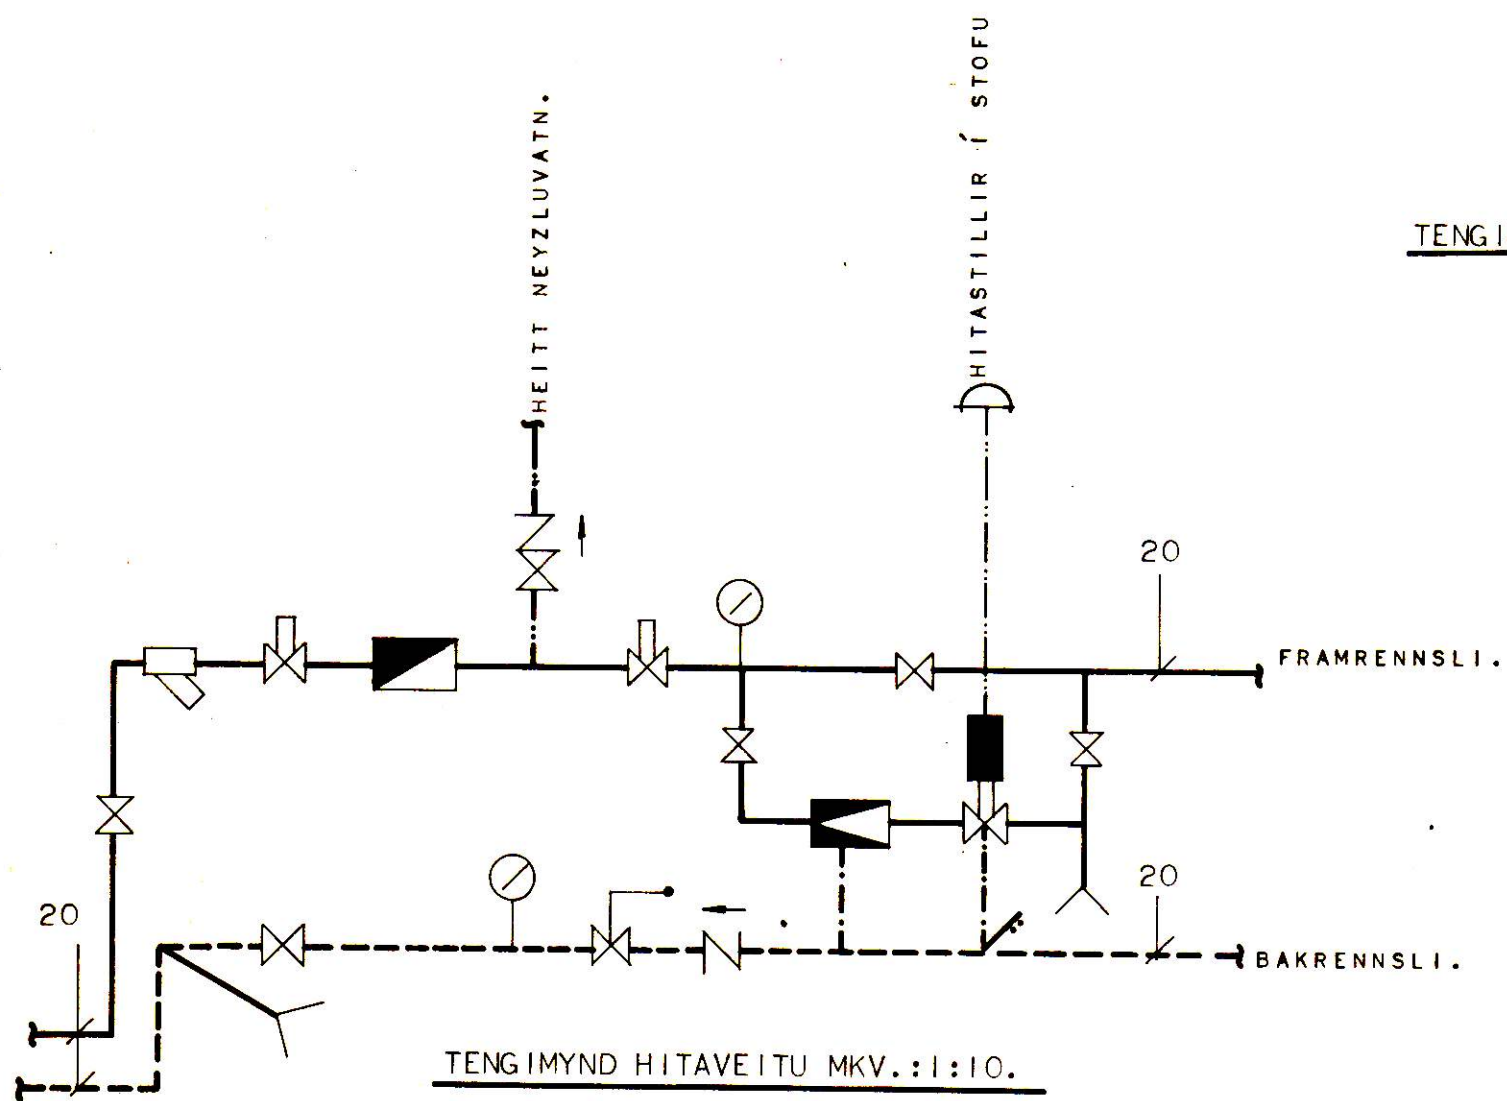 HEITT NEYZLUVATN.
HITASTILLIR Í STOFU
TENGI
20
FRAMRENNSLI.
20
20
BAKRENNSLI.
TENGIMYND HITAVEITU MKV.:1:10.